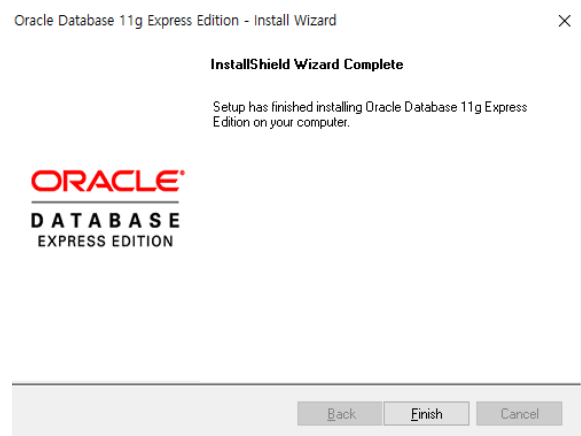 Oracle Database 11g Express Edition - Install Wizard
InstallShield Wizard Complete
Setup has finished installing Oracle Database 11g Express
Edition on your computer.
ORACLE
DATABASE
EXPRESS EDITION
Back
Finish
Cancel